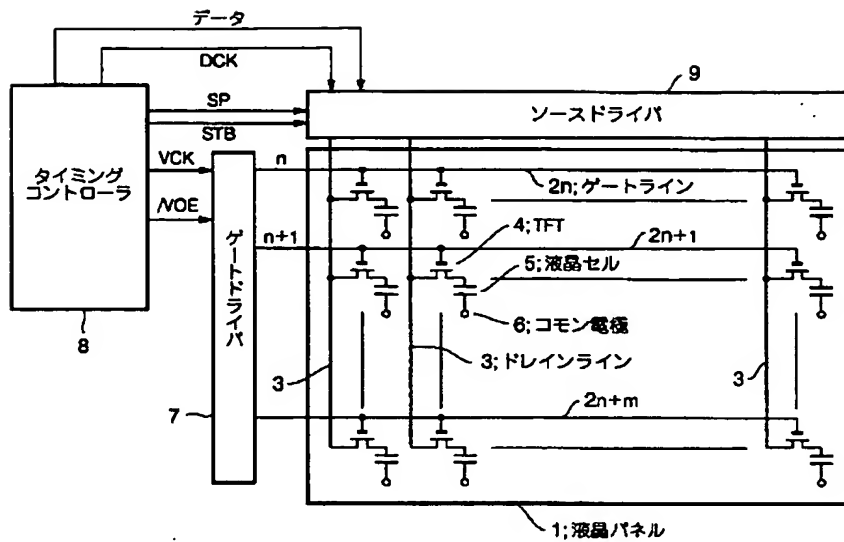 データ
DCK
9
SP
ソースドライバ
STB
タイミング
コントローラ
VCK
n
2n;ゲートライン
/VOE
4;TFT
n+1
2n+1
5;液晶セル
ゲートドライバ
8
6;コモン電極
3
3;ドレインライン
3
7
2n+m
1;液晶パネル